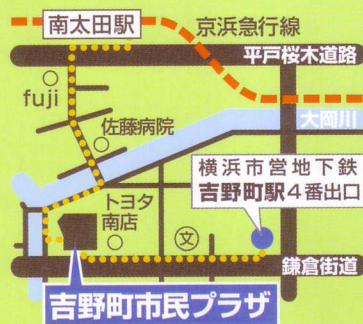 南太田駅
京浜急行線
平戸桜木道路
fuji
大岡川
佐藤病院
横浜市営地下鉄
吉野町駅4番出口
トヨタ
南店
文
鎌倉街道
吉野町市民プラザ